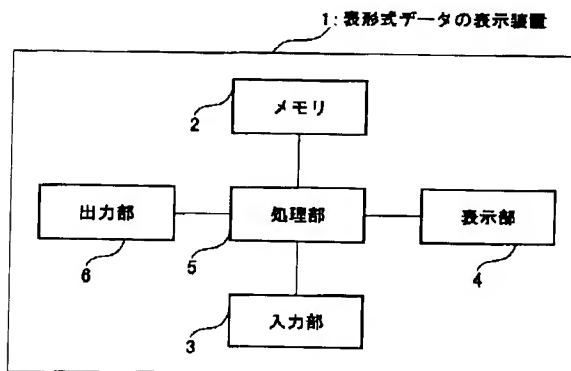 1：表形式データの表示装置
メモリ
2
出力部
処理部
表示部
6
5
4
入力部
3